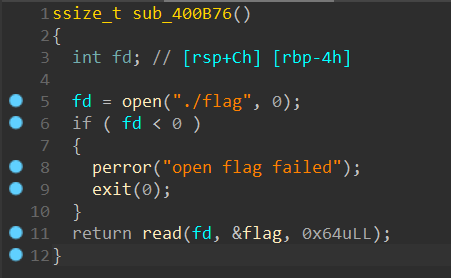 1 ssize_t sub_400B76()
2 {
3   int fd; // [rsp+Ch] [rbp-4h]
4
5   fd = open("./flag", 0);
6   if ( fd < 0 )
7   {
8     perror("open flag failed");
9     exit(0);
10   }
11   return read(fd, &flag, 0x64uLL);
12 }